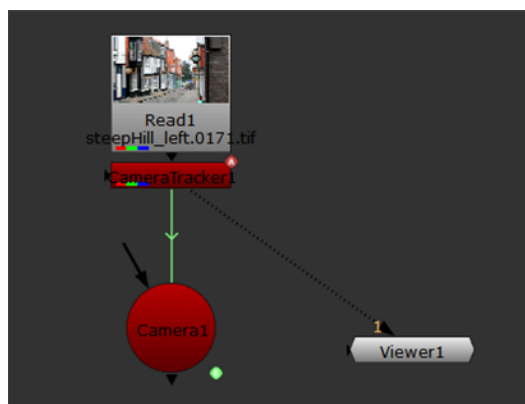 Read1
steepHill_left.0171.tif
CameraTracker1
A
Camera1
1
Viewer1